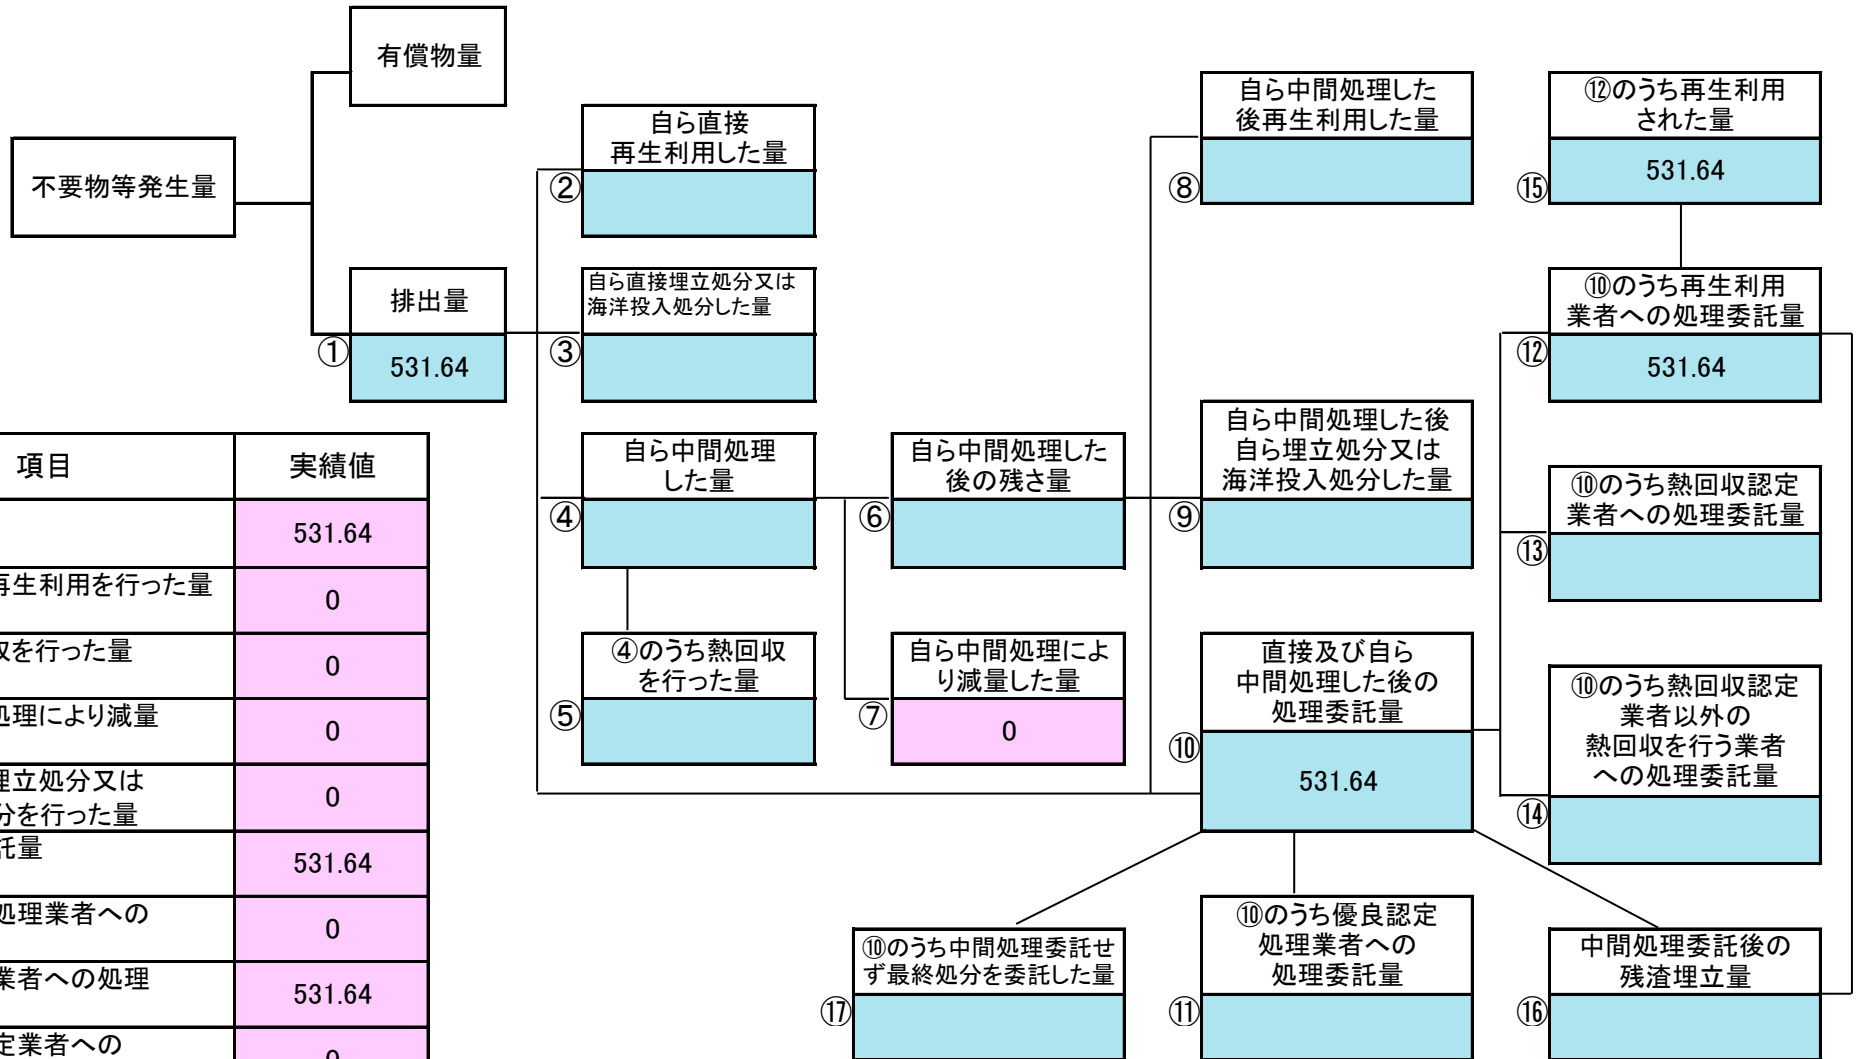 有償物量
不要物等発生量
排出量
①
531.64
自ら直接
再生利用した量
②
自ら直接埋立処分又は
海洋投入処分した量
③
自ら中間処理
した量
④
④のうち熱回収
を行った量
⑤
自ら中間処理した
後の残さ量
⑥
自ら中間処理によ
り減量した量
⑦
0
自ら中間処理した
後再生利用した量
⑧
自ら中間処理した後
自ら埋立処分又は
海洋投入処分した量
⑨
直接及び自ら
中間処理した後の
処理委託量
⑩
531.64
⑫のうち再生利用
された量
⑮
531.64
⑩のうち再生利用
業者への処理委託量
⑫
531.64
⑩のうち熱回収認定
業者への処理委託量
⑬
⑩のうち熱回収認定
業者以外の
熱回収を行う業者
への処理委託量
⑭
⑩のうち中間処理委託せ
ず最終処分を委託した量
⑰
⑩のうち優良認定
処理業者への
処理委託量
⑪
中間処理委託後の
残渣埋立量
⑯
項目 実績値
531.64
再生利用を行った量 0
を行った量 0
処理により減量 0
埋立処分又は
分を行った量 0
託量 531.64
処理業者への 0
業者への処理 531.64
定業者への 0